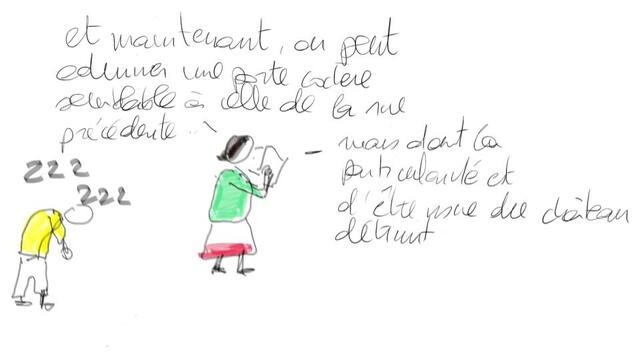 et maintenant, on peut
admirer une porte cochère
semblable à celle de la rue
précédente...
ZZZ
ZZZ
- mais dont la
particularité et
d'être issue du château
détruit